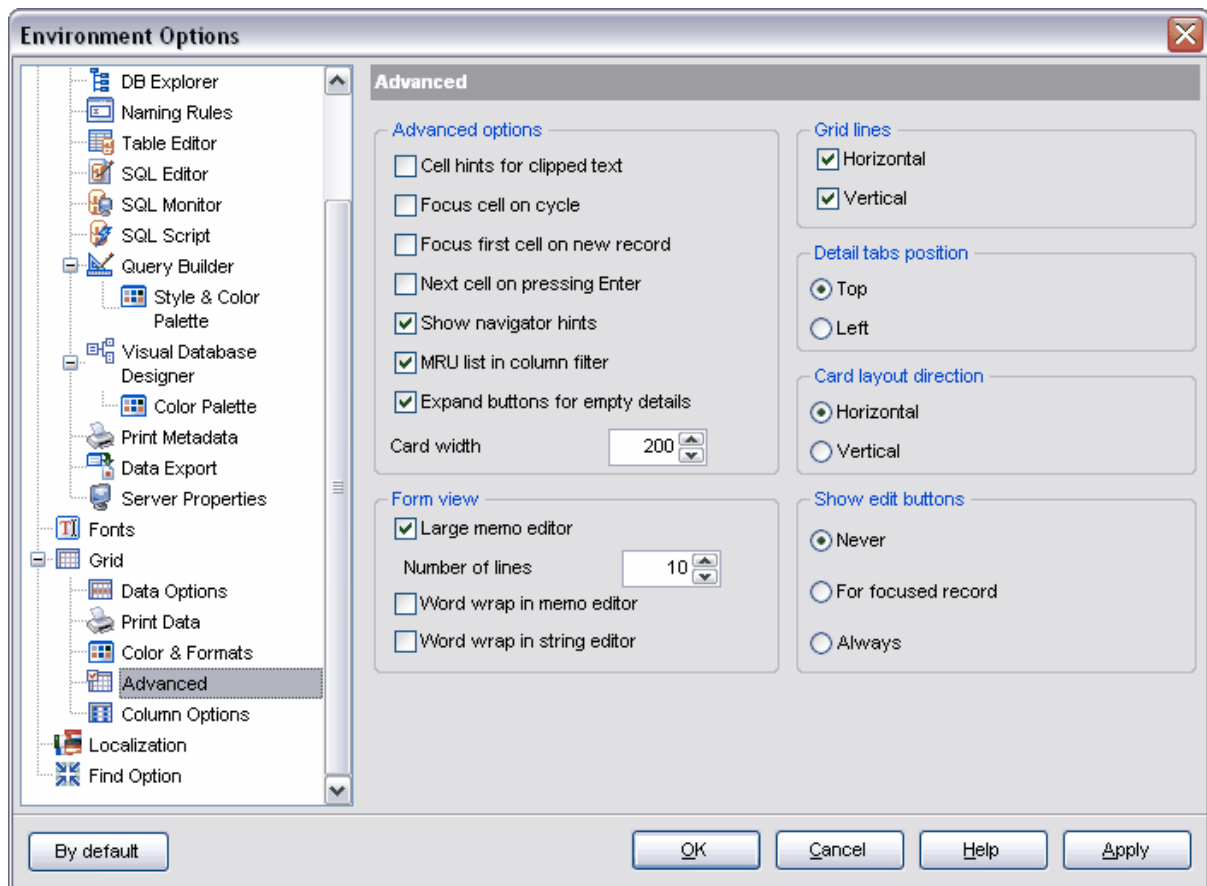 Environment Options
DB Explorer
Naming Rules
Table Editor
SQL Editor
SQL Monitor
SQL Script
Query Builder
Style & Color
Palette
Visual Database
Designer
Color Palette
Print Metadata
Data Export
Server Properties
Fonts
Grid
Data Options
Print Data
Color & Formats
Advanced
Column Options
Localization
Find Option
Advanced
Advanced options
Cell hints for clipped text
Focus cell on cycle
Focus first cell on new record
Next cell on pressing Enter
Show navigator hints
MRU list in column filter
Expand buttons for empty details
Card width 200
Form view
Large memo editor
Number of lines 10
Word wrap in memo editor
Word wrap in string editor
Grid lines
Horizontal
Vertical
Detail tabs position
Top
Left
Card layout direction
Horizontal
Vertical
Show edit buttons
Never
For focused record
Always
By default OK Cancel Help Apply